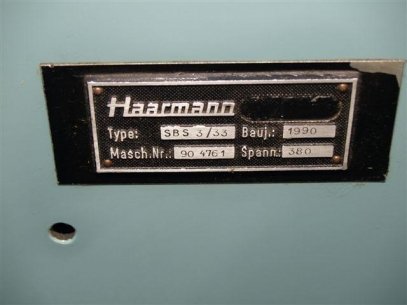 Haarmann
Type: SBS 3/33 Bauj.: 1990
Masch.Nr.: 90 4761 Spann.: 380